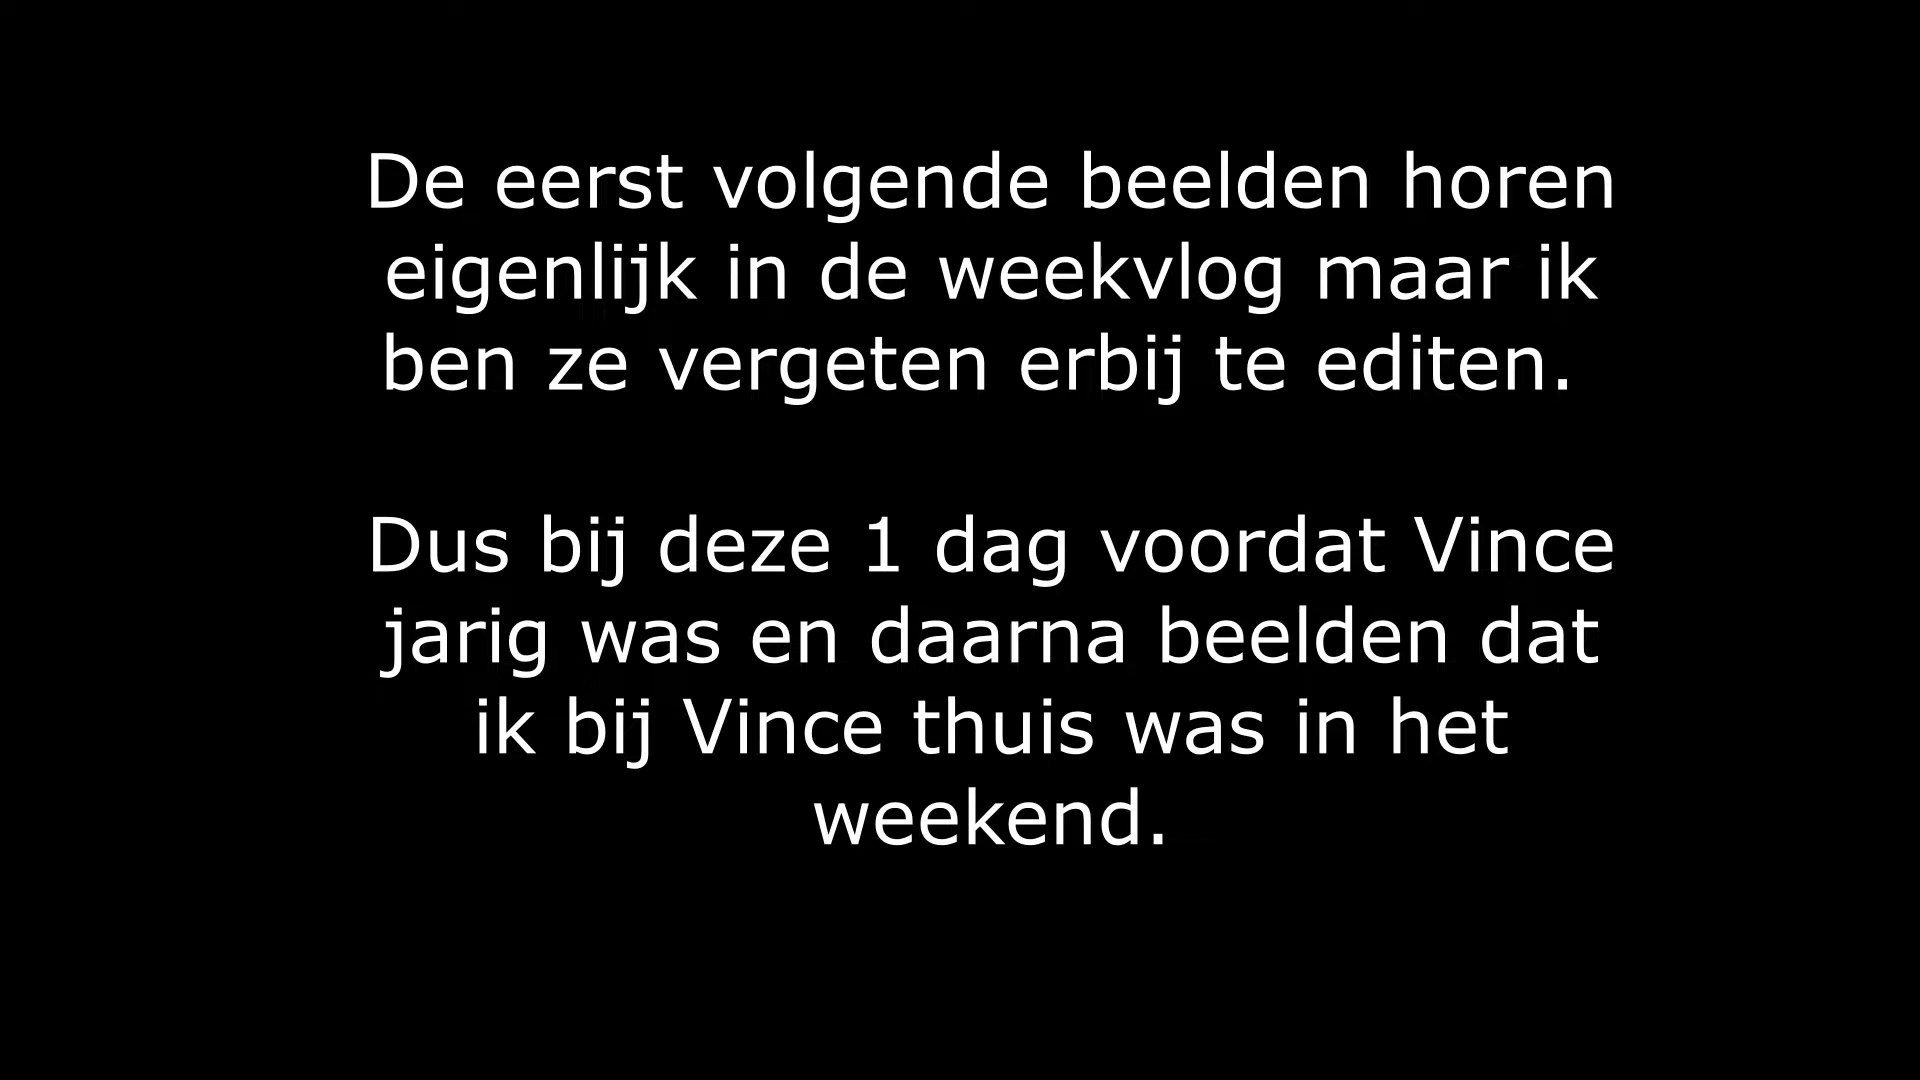 De eerst volgende beelden horen
eigenlijk in de weekvlog maar ik
ben ze vergeten erbij te editen.
Dus bij deze 1 dag voordat Vince
jarig was en daarna beelden dat
ik bij Vince thuis was in het
weekend.